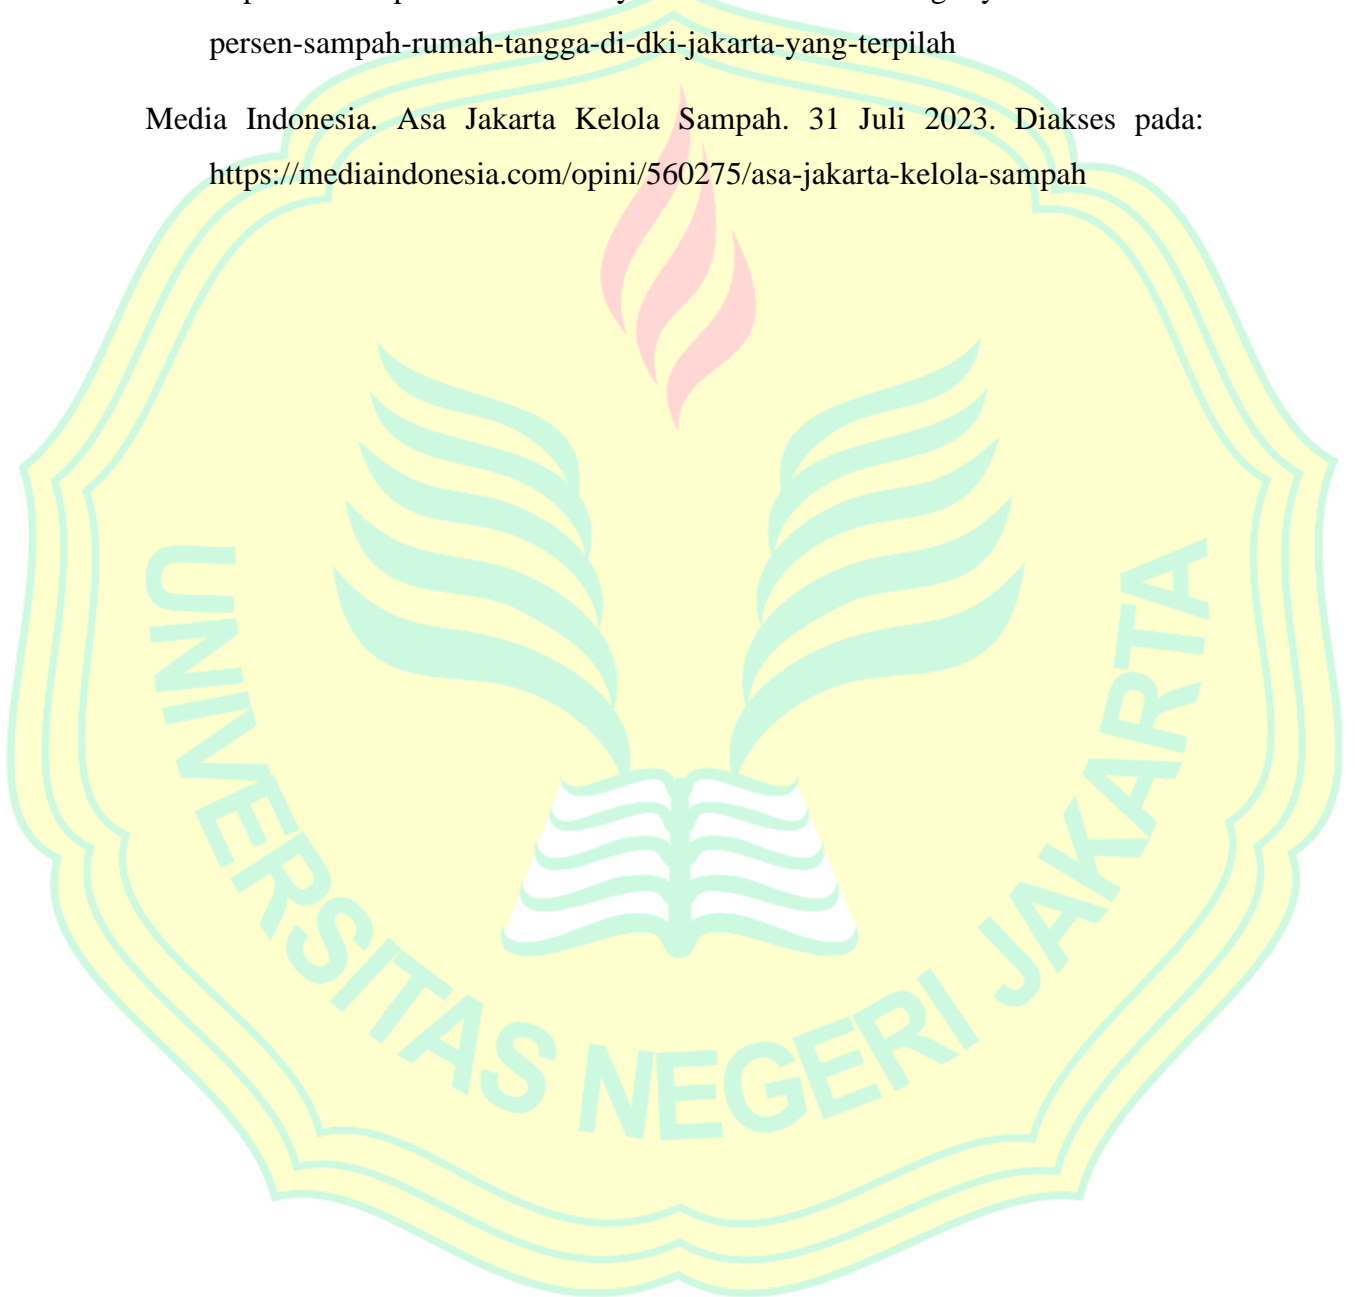 persen-sampah-rumah-tangga-di-dki-jakarta-yang-terpilah
Media Indonesia. Asa Jakarta Kelola Sampah. 31 Juli 2023. Diakses pada:
https://mediaindonesia.com/opini/560275/asa-jakarta-kelola-sampah
UNIVERSITAS NEGERI JAKARTA